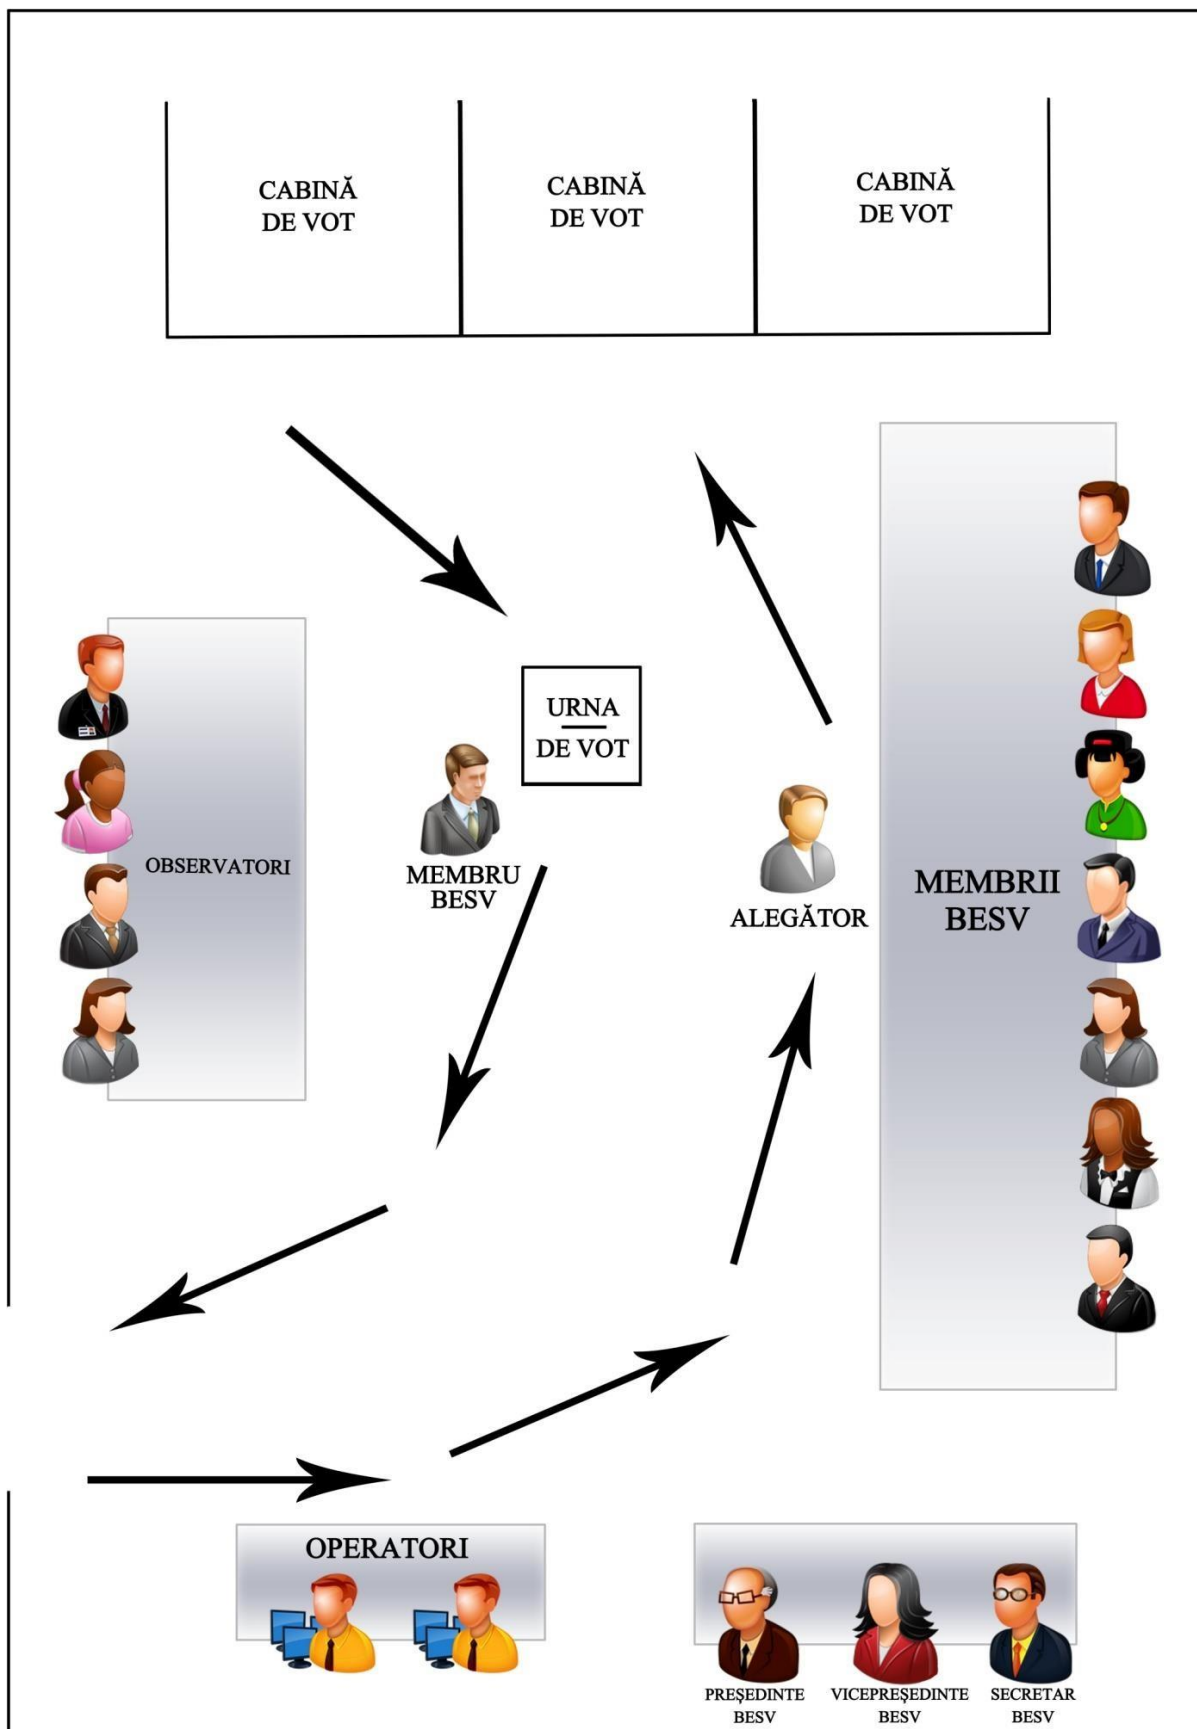 CABINĂ
DE VOT
CABINĂ
DE VOT
CABINĂ
DE VOT
URNA
DE VOT
OBSERVATORI
MEMBRU
BESV
ALEGĂTOR
MEMBRII
BESV
OPERATORI
PREȘEDINTE
BESV
VICEPREȘEDINTE
BESV
SECRETAR
BESV